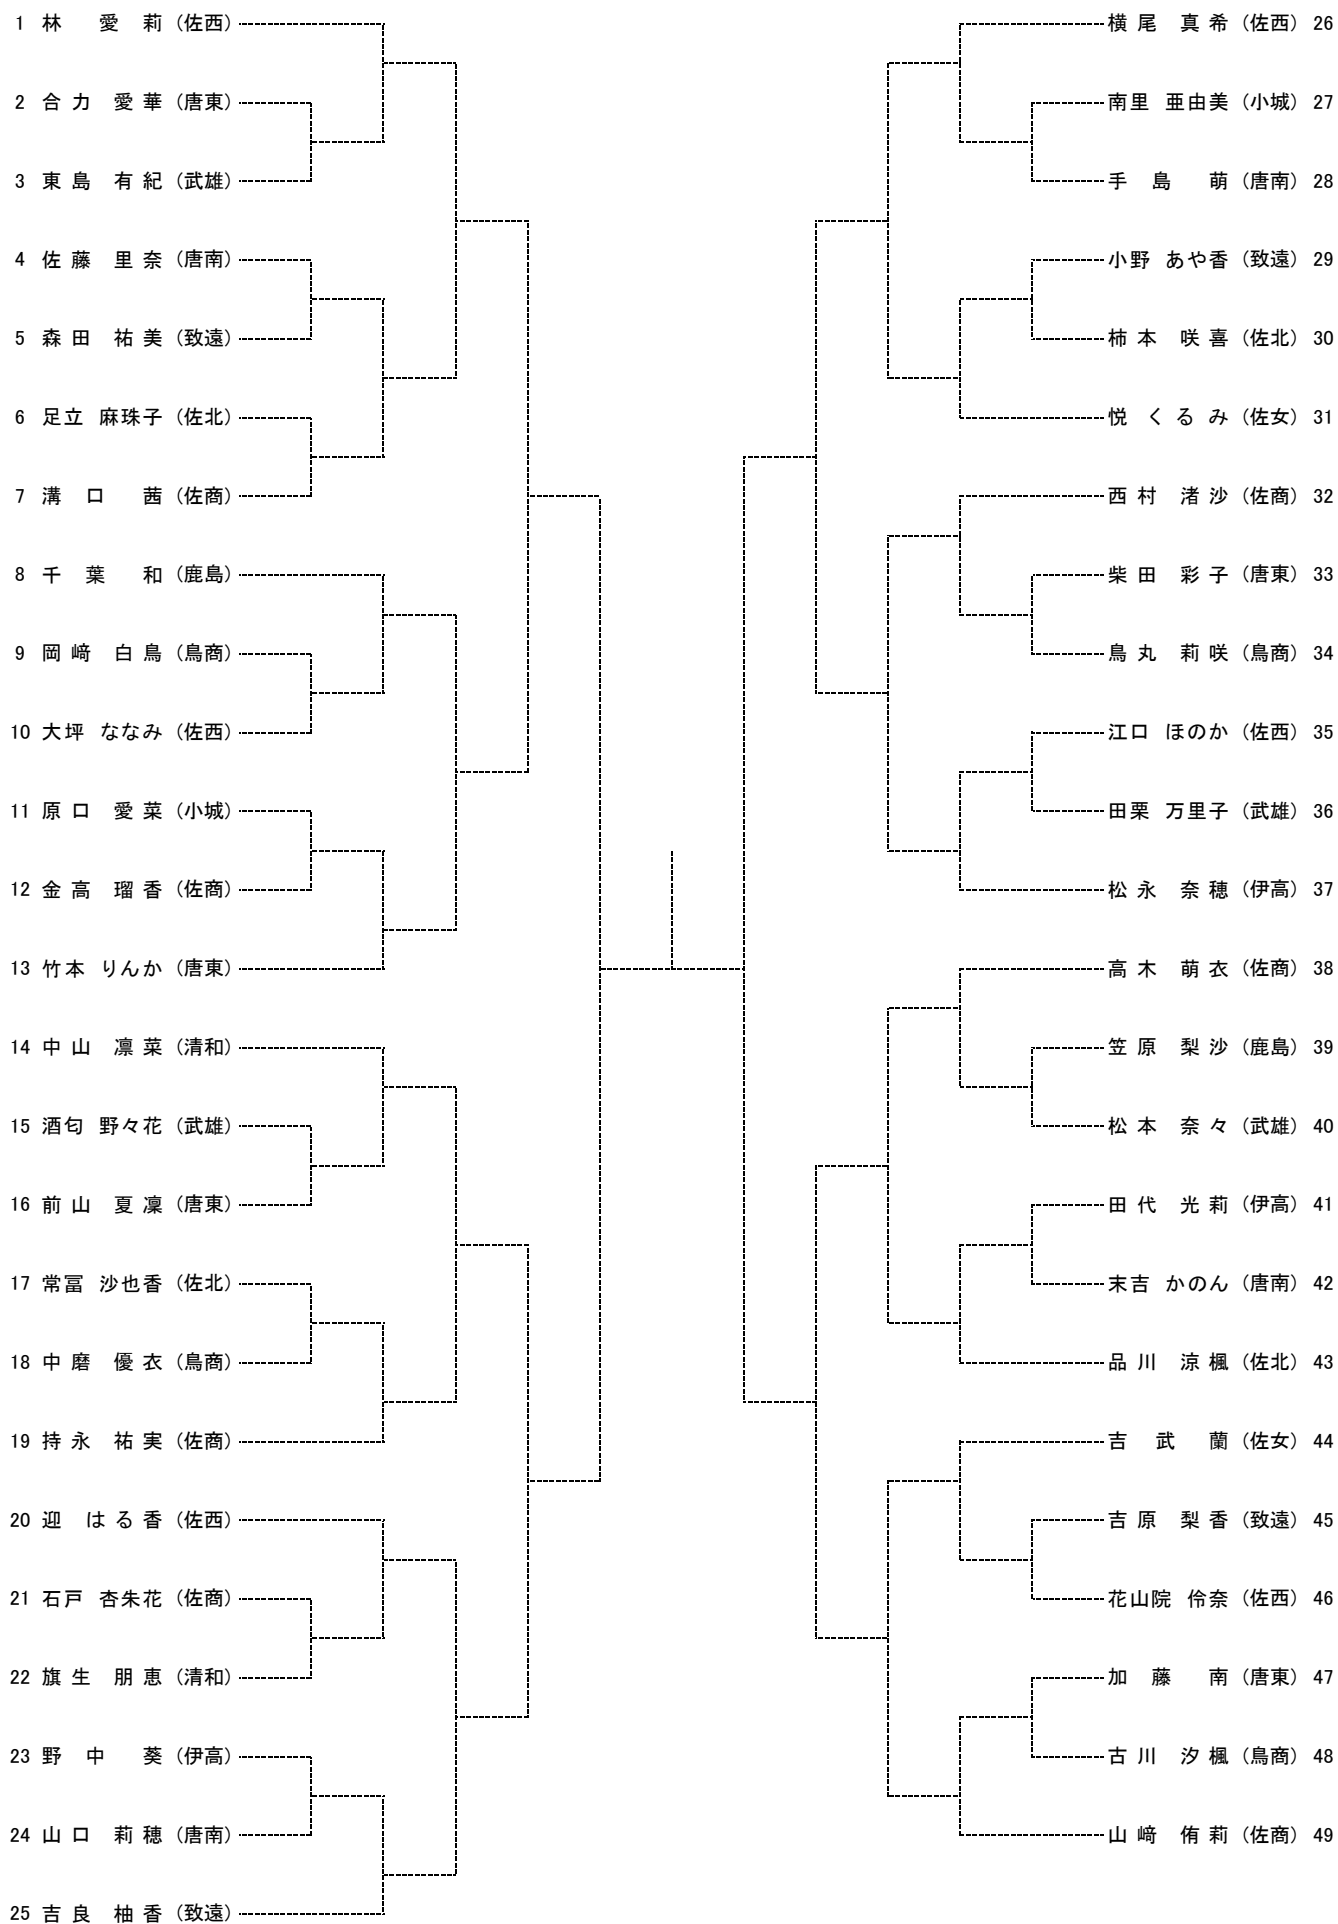 1 林 愛 莉 (佐西)
2 合 力 愛 華 (唐東)
3 東 島 有 紀 (武雄)
4 佐 藤 里 奈 (唐南)
5 森 田 祐 美 (致遠)
6 足立 麻珠子 (佐北)
7 溝 口 茜 (佐商)
8 千 葉 和 (鹿島)
9 岡 﨑 白 鳥 (鳥商)
10 大坪 ななみ (佐西)
11 原 口 愛 菜 (小城)
12 金 高 瑠 香 (佐商)
13 竹本 りんか (唐東)
14 中 山 凛 菜 (清和)
15 酒匂 野々花 (武雄)
16 前 山 夏 凜 (唐東)
17 常冨 沙也香 (佐北)
18 中 磨 優 衣 (鳥商)
19 持 永 祐 実 (佐商)
20 迎 は る 香 (佐西)
21 石戸 杏朱花 (佐商)
22 旗 生 朋 恵 (清和)
23 野 中 葵 (伊高)
24 山 口 莉 穂 (唐南)
25 吉 良 柚 香 (致遠)
横 尾 真 希 (佐西) 26
南里 亜由美 (小城) 27
手 島 萌 (唐南) 28
小野 あや香 (致遠) 29
柿 本 咲 喜 (佐北) 30
悦 く る み (佐女) 31
西 村 渚 沙 (佐商) 32
柴 田 彩 子 (唐東) 33
鳥 丸 莉 咲 (鳥商) 34
江口 ほのか (佐西) 35
田栗 万里子 (武雄) 36
松 永 奈 穂 (伊高) 37
高 木 萌 衣 (佐商) 38
笠 原 梨 沙 (鹿島) 39
松 本 奈 々 (武雄) 40
田 代 光 莉 (伊高) 41
末吉 かのん (唐南) 42
品 川 涼 楓 (佐北) 43
吉 武 蘭 (佐女) 44
吉 原 梨 香 (致遠) 45
花山院 伶奈 (佐西) 46
加 藤 南 (唐東) 47
古 川 汐 楓 (鳥商) 48
山 﨑 侑 莉 (佐商) 49